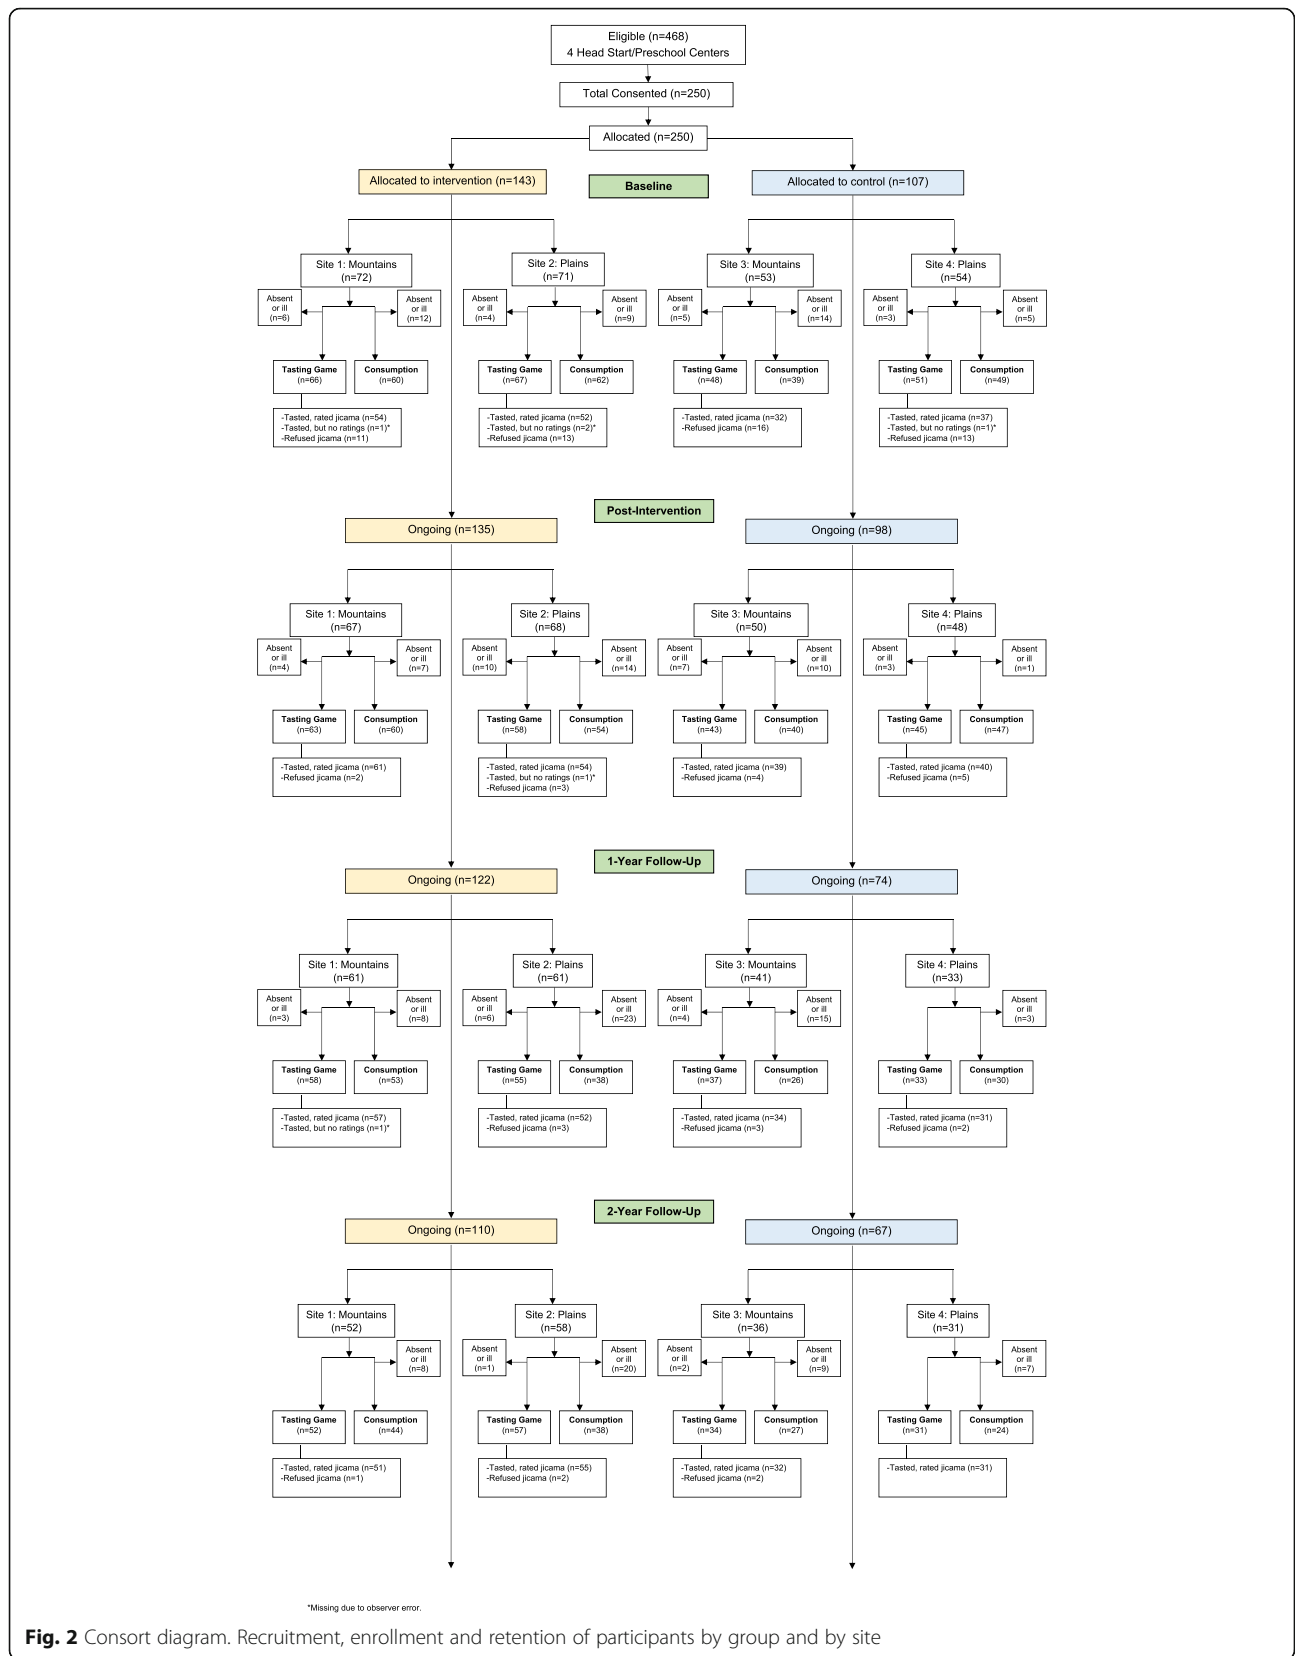 Eligible (n=468)
4 Head Start/Preschool Centers
Total Consented (n=250)
Allocated (n=250)
Allocated to intervention (n=143)
Baseline
Allocated to control (n=107)
Site 1: Mountains
(n=72)
Absent
or ill
(n=6)
Absent
or ill
(n=12)
Tasting Game
(n=66)
Consumption
(n=60)
-Tasted, rated jicama (n=54)
-Tasted, but no ratings (n=1)*
-Refused jicama (n=11)
Site 2: Plains
(n=71)
Absent
or ill
(n=4)
Absent
or ill
(n=9)
Tasting Game
(n=67)
Consumption
(n=62)
-Tasted, rated jicama (n=52)
-Tasted, but no ratings (n=2)*
-Refused jicama (n=13)
Site 3: Mountains
(n=53)
Absent
or ill
(n=5)
Absent
or ill
(n=14)
Tasting Game
(n=48)
Consumption
(n=39)
-Tasted, rated jicama (n=32)
-Refused jicama (n=16)
Site 4: Plains
(n=54)
Absent
or ill
(n=3)
Absent
or ill
(n=5)
Tasting Game
(n=51)
Consumption
(n=49)
-Tasted, rated jicama (n=37)
-Tasted, but no ratings (n=1)*
-Refused jicama (n=13)
Post-Intervention
Ongoing (n=135)
Ongoing (n=98)
Site 1: Mountains
(n=67)
Absent
or ill
(n=4)
Absent
or ill
(n=7)
Tasting Game
(n=63)
Consumption
(n=60)
-Tasted, rated jicama (n=61)
-Refused jicama (n=2)
Site 2: Plains
(n=68)
Absent
or ill
(n=10)
Absent
or ill
(n=14)
Tasting Game
(n=58)
Consumption
(n=54)
-Tasted, rated jicama (n=54)
-Tasted, but no ratings (n=1)*
-Refused jicama (n=3)
Site 3: Mountains
(n=50)
Absent
or ill
(n=7)
Absent
or ill
(n=10)
Tasting Game
(n=43)
Consumption
(n=40)
-Tasted, rated jicama (n=39)
-Refused jicama (n=4)
Site 4: Plains
(n=48)
Absent
or ill
(n=3)
Absent
or ill
(n=1)
Tasting Game
(n=45)
Consumption
(n=47)
-Tasted, rated jicama (n=40)
-Refused jicama (n=5)
1-Year Follow-Up
Ongoing (n=122)
Ongoing (n=74)
Site 1: Mountains
(n=61)
Absent
or ill
(n=3)
Absent
or ill
(n=8)
Tasting Game
(n=58)
Consumption
(n=53)
-Tasted, rated jicama (n=57)
-Tasted, but no ratings (n=1)*
Site 2: Plains
(n=61)
Absent
or ill
(n=6)
Absent
or ill
(n=23)
Tasting Game
(n=55)
Consumption
(n=38)
-Tasted, rated jicama (n=52)
-Refused jicama (n=3)
Site 3: Mountains
(n=41)
Absent
or ill
(n=4)
Absent
or ill
(n=15)
Tasting Game
(n=37)
Consumption
(n=26)
-Tasted, rated jicama (n=34)
-Refused jicama (n=3)
Site 4: Plains
(n=33)
Absent
or ill
(n=3)
Tasting Game
(n=33)
Consumption
(n=30)
-Tasted, rated jicama (n=31)
-Refused jicama (n=2)
2-Year Follow-Up
Ongoing (n=110)
Ongoing (n=67)
Site 1: Mountains
(n=52)
Absent
or ill
(n=8)
Tasting Game
(n=52)
Consumption
(n=44)
-Tasted, rated jicama (n=51)
-Refused jicama (n=1)
Site 2: Plains
(n=58)
Absent
or ill
(n=1)
Absent
or ill
(n=20)
Tasting Game
(n=57)
Consumption
(n=38)
-Tasted, rated jicama (n=55)
-Refused jicama (n=2)
Site 3: Mountains
(n=36)
Absent
or ill
(n=2)
Absent
or ill
(n=9)
Tasting Game
(n=34)
Consumption
(n=27)
-Tasted, rated jicama (n=32)
-Refused jicama (n=2)
Site 4: Plains
(n=31)
Absent
or ill
(n=7)
Tasting Game
(n=31)
Consumption
(n=24)
-Tasted, rated jicama (n=31)
*Missing due to observer error.
Fig. 2 Consort diagram. Recruitment, enrollment and retention of participants by group and by site